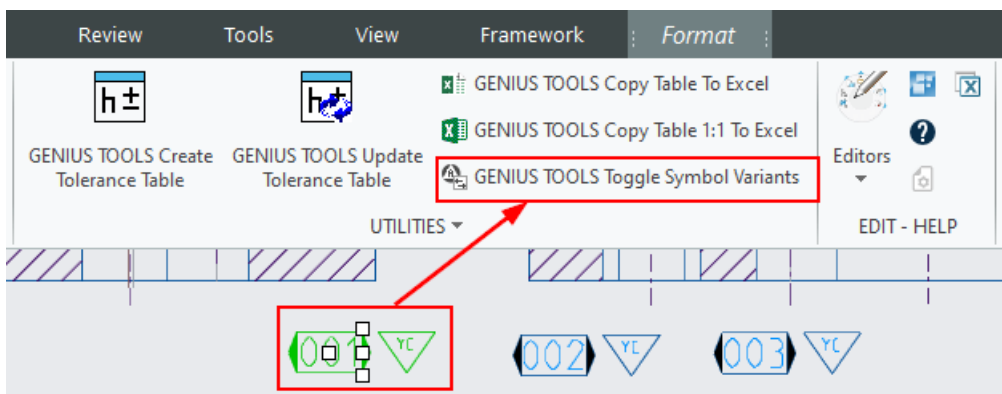 Review Tools View Framework Format
GENIUS TOOLS Create
Tolerance Table
GENIUS TOOLS Update
Tolerance Table
GENIUS TOOLS Copy Table To Excel
GENIUS TOOLS Copy Table 1:1 To Excel
GENIUS TOOLS Toggle Symbol Variants
Editors
UTILITIES
EDIT - HELP
001 YC
002 YC
003 YC